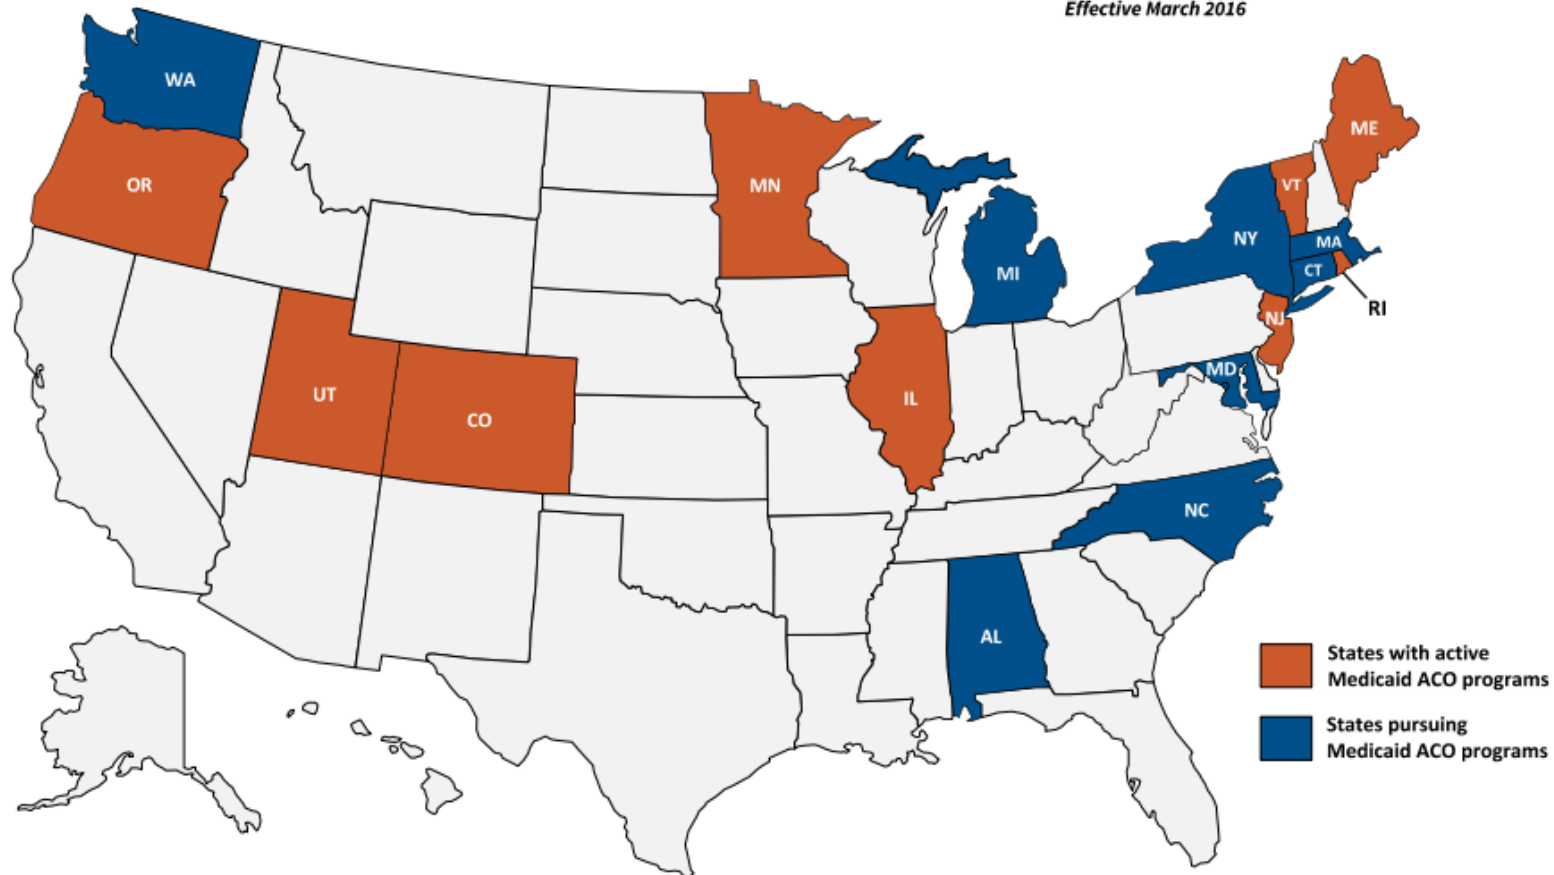 Effective March 2016
WA
ME
OR
MN
VT
NY
MA
MI
CT
RI
NJ
MD
UT
IL
CO
NC
AL
States with active
Medicaid ACO programs
States pursuing
Medicaid ACO programs